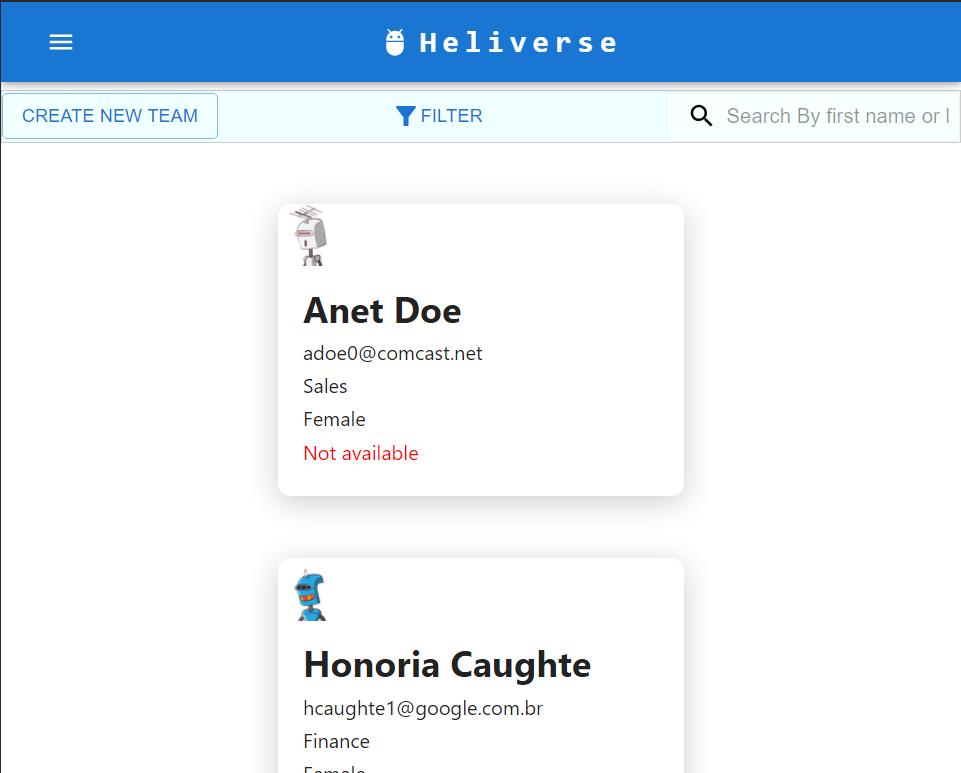 Heliverse
CREATE NEW TEAM
FILTER
Search By first name or l
Anet Doe
adoe0@comcast.net
Sales
Female
Not available
Honoria Caughte
hcaughte1@google.com.br
Finance
Female